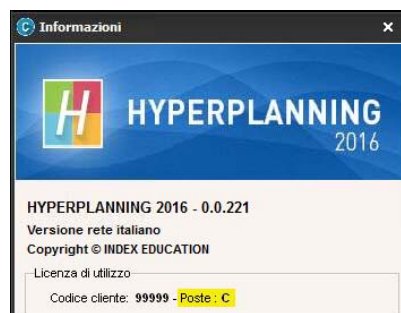 Informazioni
HYPERPLANNING
2016
HYPERPLANNING 2016 - 0.0.221
Versione rete italiano
Copyright © INDEX EDUCATION
Licenza di utilizzo
Codice cliente: 99999 - Poste : C